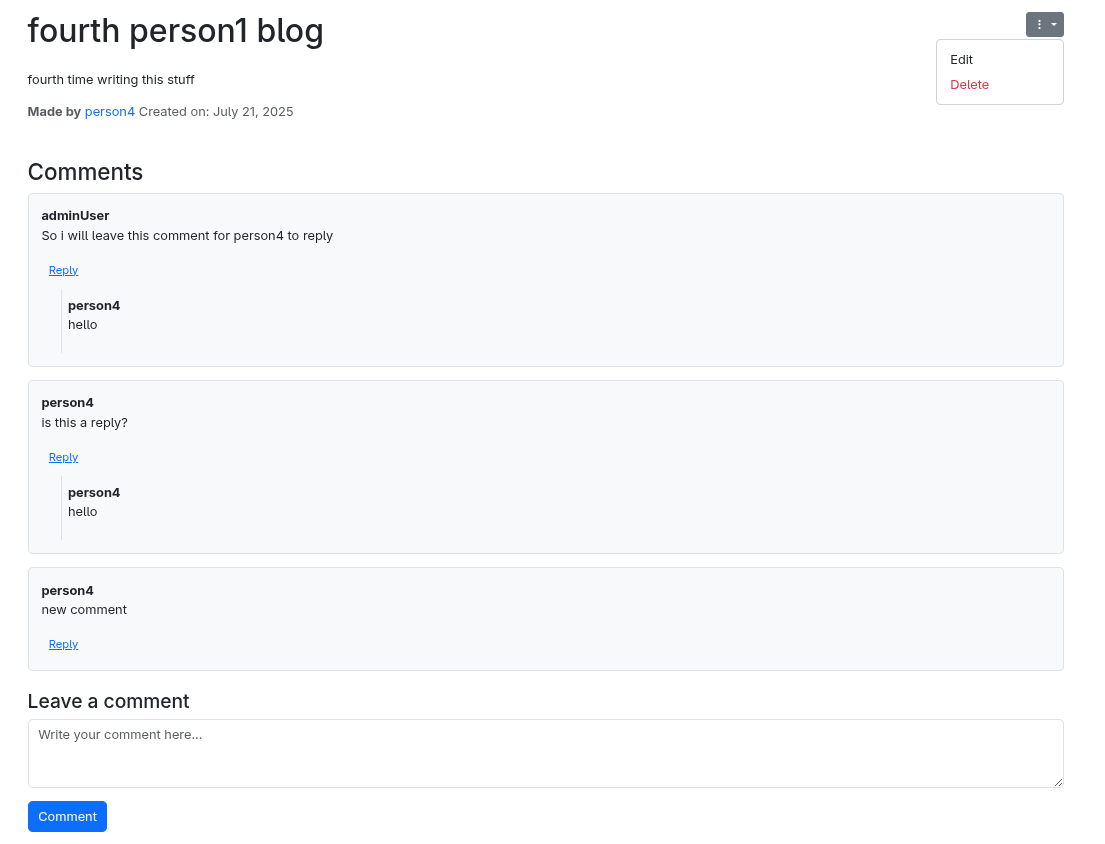 fourth person1 blog
Edit
Delete
fourth time writing this stuff
Made by person4 Created on: July 21, 2025
Comments
adminUser
So i will leave this comment for person4 to reply
Reply
person4
hello
person4
is this a reply?
Reply
person4
hello
person4
new comment
Reply
Leave a comment
Write your comment here...
Comment